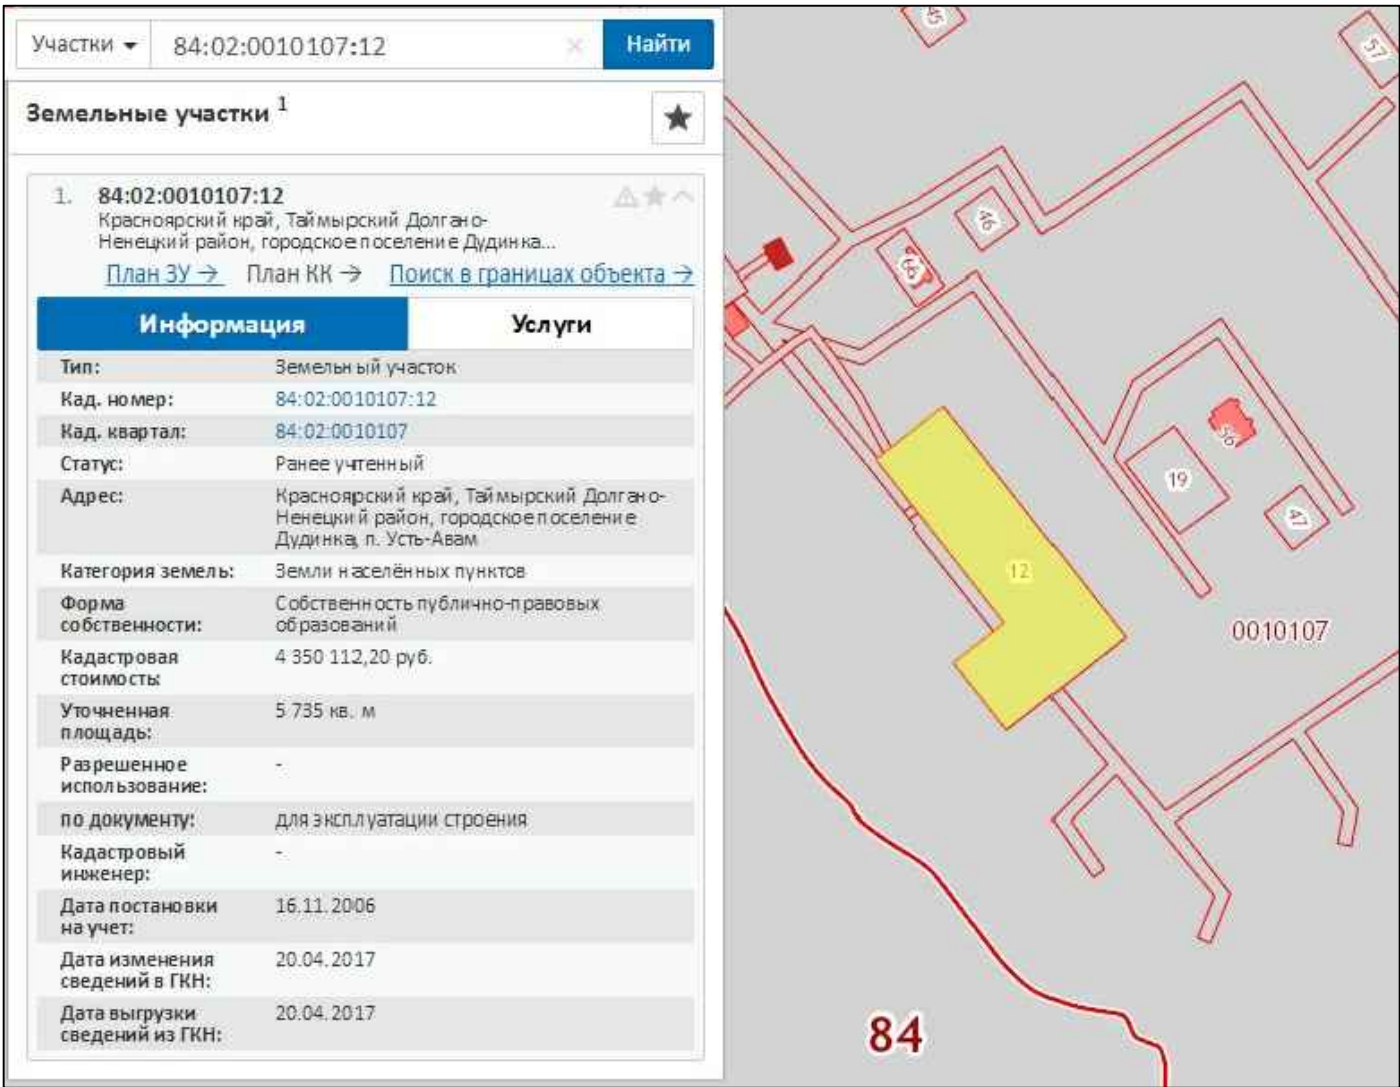 Участки
84:02:0010107:12
Найти
Земельные участки 1
1. 84:02:0010107:12
Красноярский край, Таймырский Долгано-
Ненецкий район, городское поселение Дудинка...
План ЗУ → План КК → Поиск в границах объекта →
Информация Услуги
Тип: Земельный участок
Кад. номер: 84:02:0010107:12
Кад. квартал: 84:02:0010107
Статус: Ранее учтенный
Адрес: Красноярский край, Таймырский Долгано-
Ненецкий район, городское поселение
Дудинка, п. Усть-Авам
Категория земель: Земли населённых пунктов
Форма
собственности:
Собственность публично-правовых
образований
Кадастровая
стоимость:
4 350 112,20 руб.
Уточненная
площадь:
5 735 кв. м
Разрешенное
использование:
-
по документу: для эксплуатации строения
Кадастровый
инженер:
-
Дата постановки
на учет:
16.11.2006
Дата изменения
сведений в ГКН:
20.04.2017
Дата выгрузки
сведений из ГКН:
20.04.2017
45
57
46
66
36
19
47
12
0010107
84